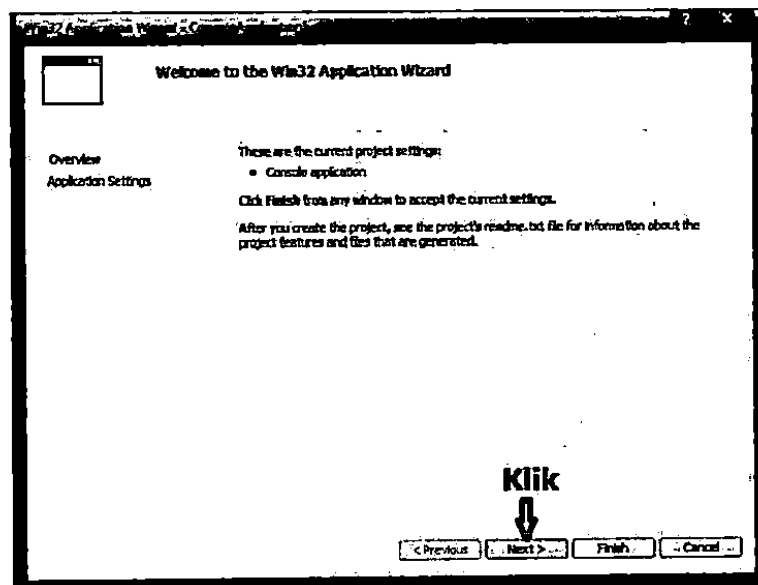 ? X
Welcome to the Win32 Application Wizard
Overview
Application Settings
These are the current project settings:
• Console application
Click Finish from any window to accept the current settings.
After you create the project, see the project's readme.txt file for information about the
project features and files that are generated.
Klik
< Previous
Next >
Finish
Cancel